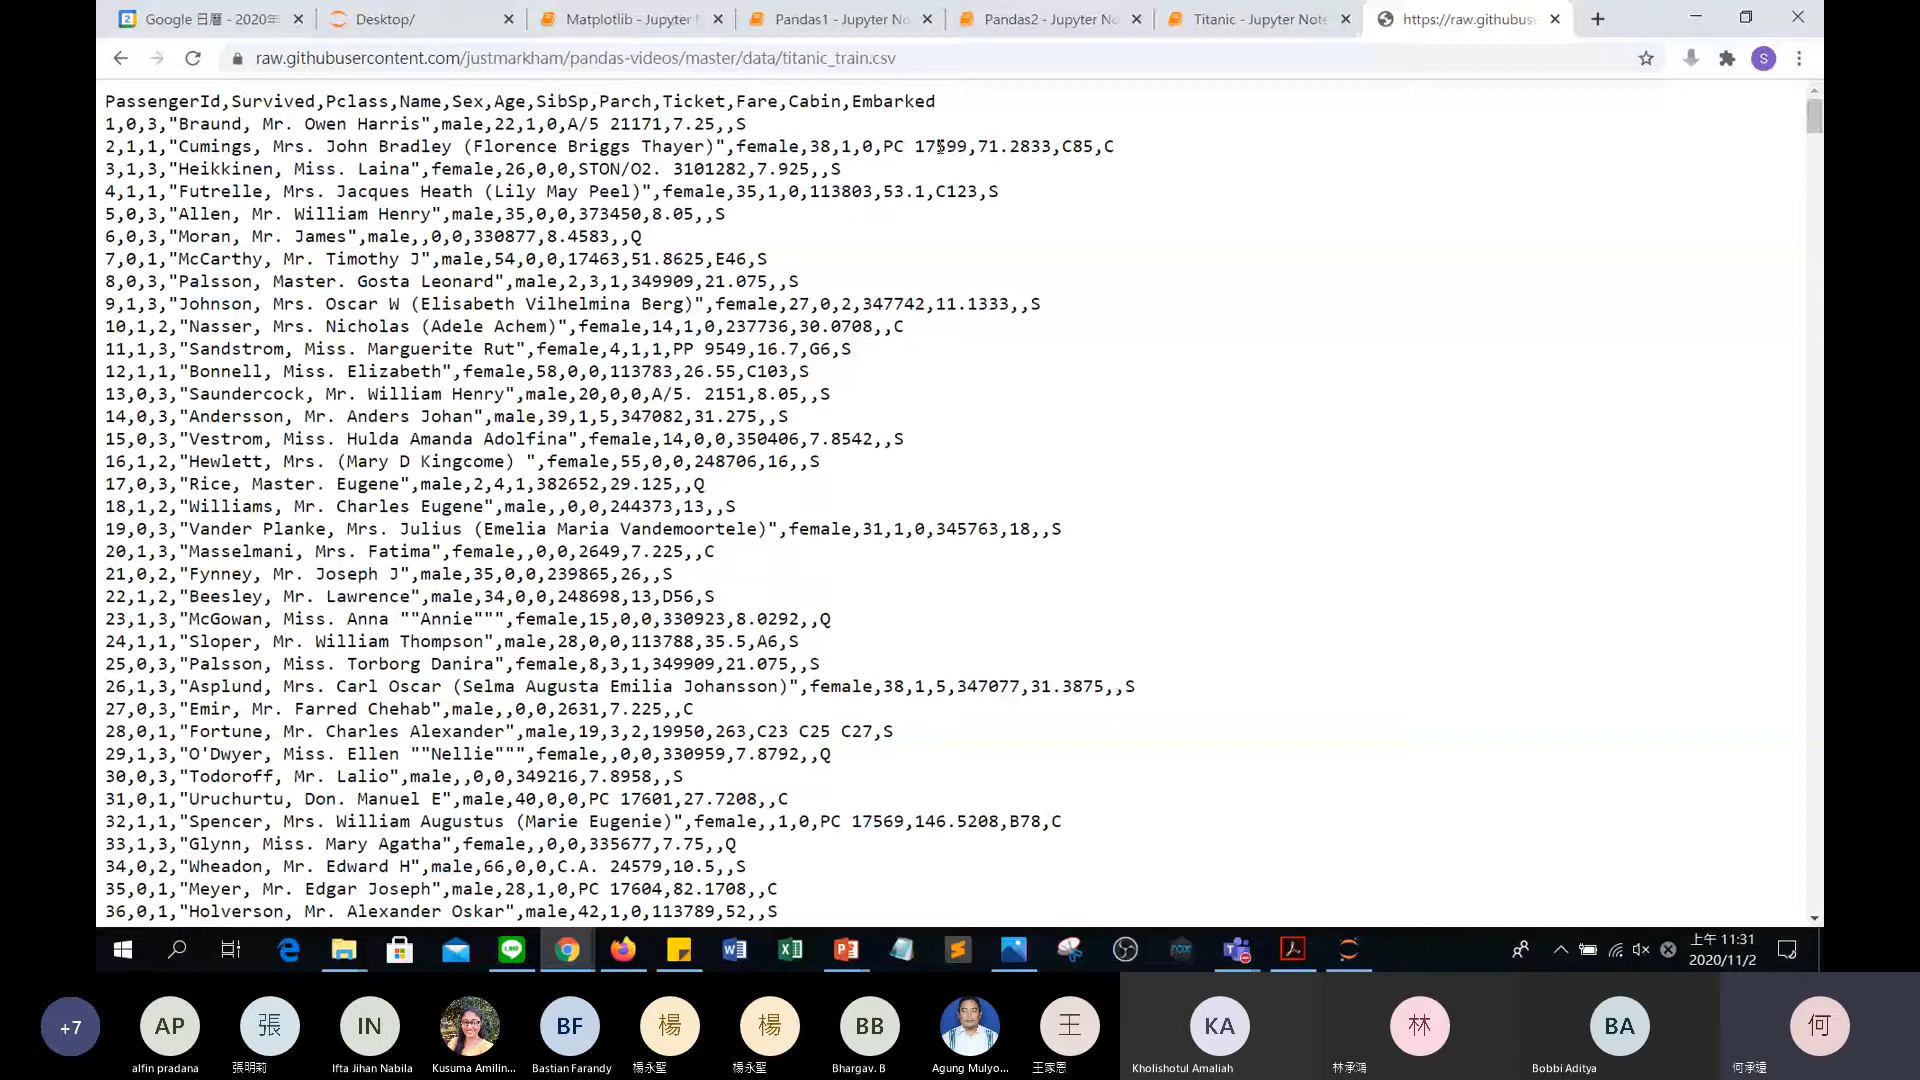 Google 日曆 - 2020年
Desktop/
Matplotlib - Jupyter N
Pandas1 - Jupyter No
Pandas2 - Jupyter No
Titanic - Jupyter Note
https://raw.githubus
raw.githubusercontent.com/justmarkham/pandas-videos/master/data/titanic_train.csv
S
PassengerId,Survived,Pclass,Name,Sex,Age,SibSp,Parch,Ticket,Fare,Cabin,Embarked
1,0,3,"Braund, Mr. Owen Harris",male,22,1,0,A/5 21171,7.25,,S
2,1,1,"Cumings, Mrs. John Bradley (Florence Briggs Thayer)",female,38,1,0,PC 17599,71.2833,C85,C
3,1,3,"Heikkinen, Miss. Laina",female,26,0,0,STON/O2. 3101282,7.925,,S
4,1,1,"Futrelle, Mrs. Jacques Heath (Lily May Peel)",female,35,1,0,113803,53.1,C123,S
5,0,3,"Allen, Mr. William Henry",male,35,0,0,373450,8.05,,S
6,0,3,"Moran, Mr. James",male,,0,0,330877,8.4583,,Q
7,0,1,"McCarthy, Mr. Timothy J",male,54,0,0,17463,51.8625,E46,S
8,0,3,"Palsson, Master. Gosta Leonard",male,2,3,1,349909,21.075,,S
9,1,3,"Johnson, Mrs. Oscar W (Elisabeth Vilhelmina Berg)",female,27,0,2,347742,11.1333,,S
10,1,2,"Nasser, Mrs. Nicholas (Adele Achem)",female,14,1,0,237736,30.0708,,C
11,1,3,"Sandstrom, Miss. Marguerite Rut",female,4,1,1,PP 9549,16.7,G6,S
12,1,1,"Bonnell, Miss. Elizabeth",female,58,0,0,113783,26.55,C103,S
13,0,3,"Saundercock, Mr. William Henry",male,20,0,0,A/5. 2151,8.05,,S
14,0,3,"Andersson, Mr. Anders Johan",male,39,1,5,347082,31.275,,S
15,0,3,"Vestrom, Miss. Hulda Amanda Adolfina",female,14,0,0,350406,7.8542,,S
16,1,2,"Hewlett, Mrs. (Mary D Kingcome) ",female,55,0,0,248706,16,,S
17,0,3,"Rice, Master. Eugene",male,2,4,1,382652,29.125,,Q
18,1,2,"Williams, Mr. Charles Eugene",male,,0,0,244373,13,,S
19,0,3,"Vander Planke, Mrs. Julius (Emelia Maria Vandemoortele)",female,31,1,0,345763,18,,S
20,1,3,"Masselmani, Mrs. Fatima",female,,0,0,2649,7.225,,C
21,0,2,"Fynney, Mr. Joseph J",male,35,0,0,239865,26,,S
22,1,2,"Beesley, Mr. Lawrence",male,34,0,0,248698,13,D56,S
23,1,3,"McGowan, Miss. Anna ""Annie""",female,15,0,0,330923,8.0292,,Q
24,1,1,"Sloper, Mr. William Thompson",male,28,0,0,113788,35.5,A6,S
25,0,3,"Palsson, Miss. Torborg Danira",female,8,3,1,349909,21.075,,S
26,1,3,"Asplund, Mrs. Carl Oscar (Selma Augusta Emilia Johansson)",female,38,1,5,347077,31.3875,,S
27,0,3,"Emir, Mr. Farred Chehab",male,,0,0,2631,7.225,,C
28,0,1,"Fortune, Mr. Charles Alexander",male,19,3,2,19950,263,C23 C25 C27,S
29,1,3,"O'Dwyer, Miss. Ellen ""Nellie""",female,,0,0,330959,7.8792,,Q
30,0,3,"Todoroff, Mr. Lalio",male,,0,0,349216,7.8958,,S
31,0,1,"Uruchurtu, Don. Manuel E",male,40,0,0,PC 17601,27.7208,,C
32,1,1,"Spencer, Mrs. William Augustus (Marie Eugenie)",female,,1,0,PC 17569,146.5208,B78,C
33,1,3,"Glynn, Miss. Mary Agatha",female,,0,0,335677,7.75,,Q
34,0,2,"Wheadon, Mr. Edward H",male,66,0,0,C.A. 24579,10.5,,S
35,0,1,"Meyer, Mr. Edgar Joseph",male,28,1,0,PC 17604,82.1708,,C
36,0,1,"Holverson, Mr. Alexander Oskar",male,42,1,0,113789,52,,S
上午 11:31
2020/11/2
+7
AP
張
IN
BF
楊
楊
BB
王
KA
林
BA
何
alfin pradana
張明莉
Ifta Jihan Nabila
Kusuma Amilin...
Bastian Farandy
楊永聖
楊永聖
Bhargav. B
Agung Mulyo...
王家恩
Kholishotul Amaliah
林承鴻
Bobbi Aditya
何承達